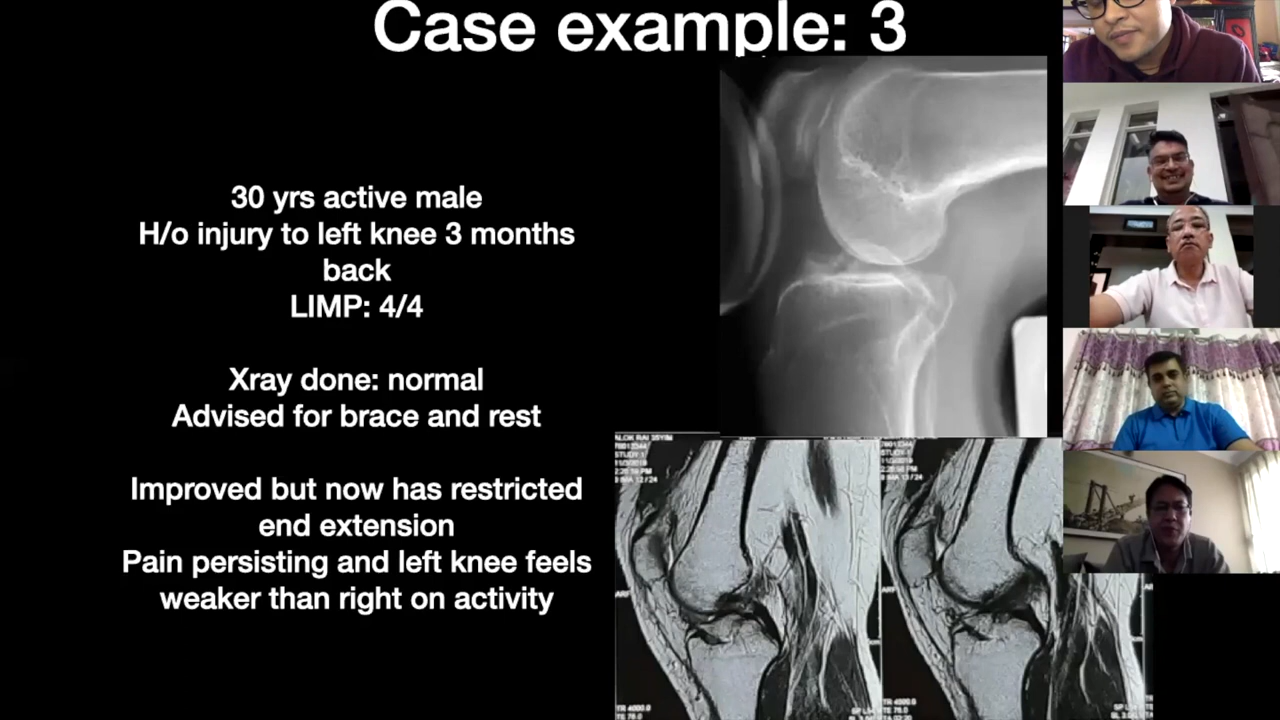 Case example: 3
30 yrs active male
H/o injury to left knee 3 months
back
LIMP: 4/4
Xray done: normal
Advised for brace and rest
Improved but now has restricted
end extension
Pain persisting and left knee feels
weaker than right on activity
STUDY 1